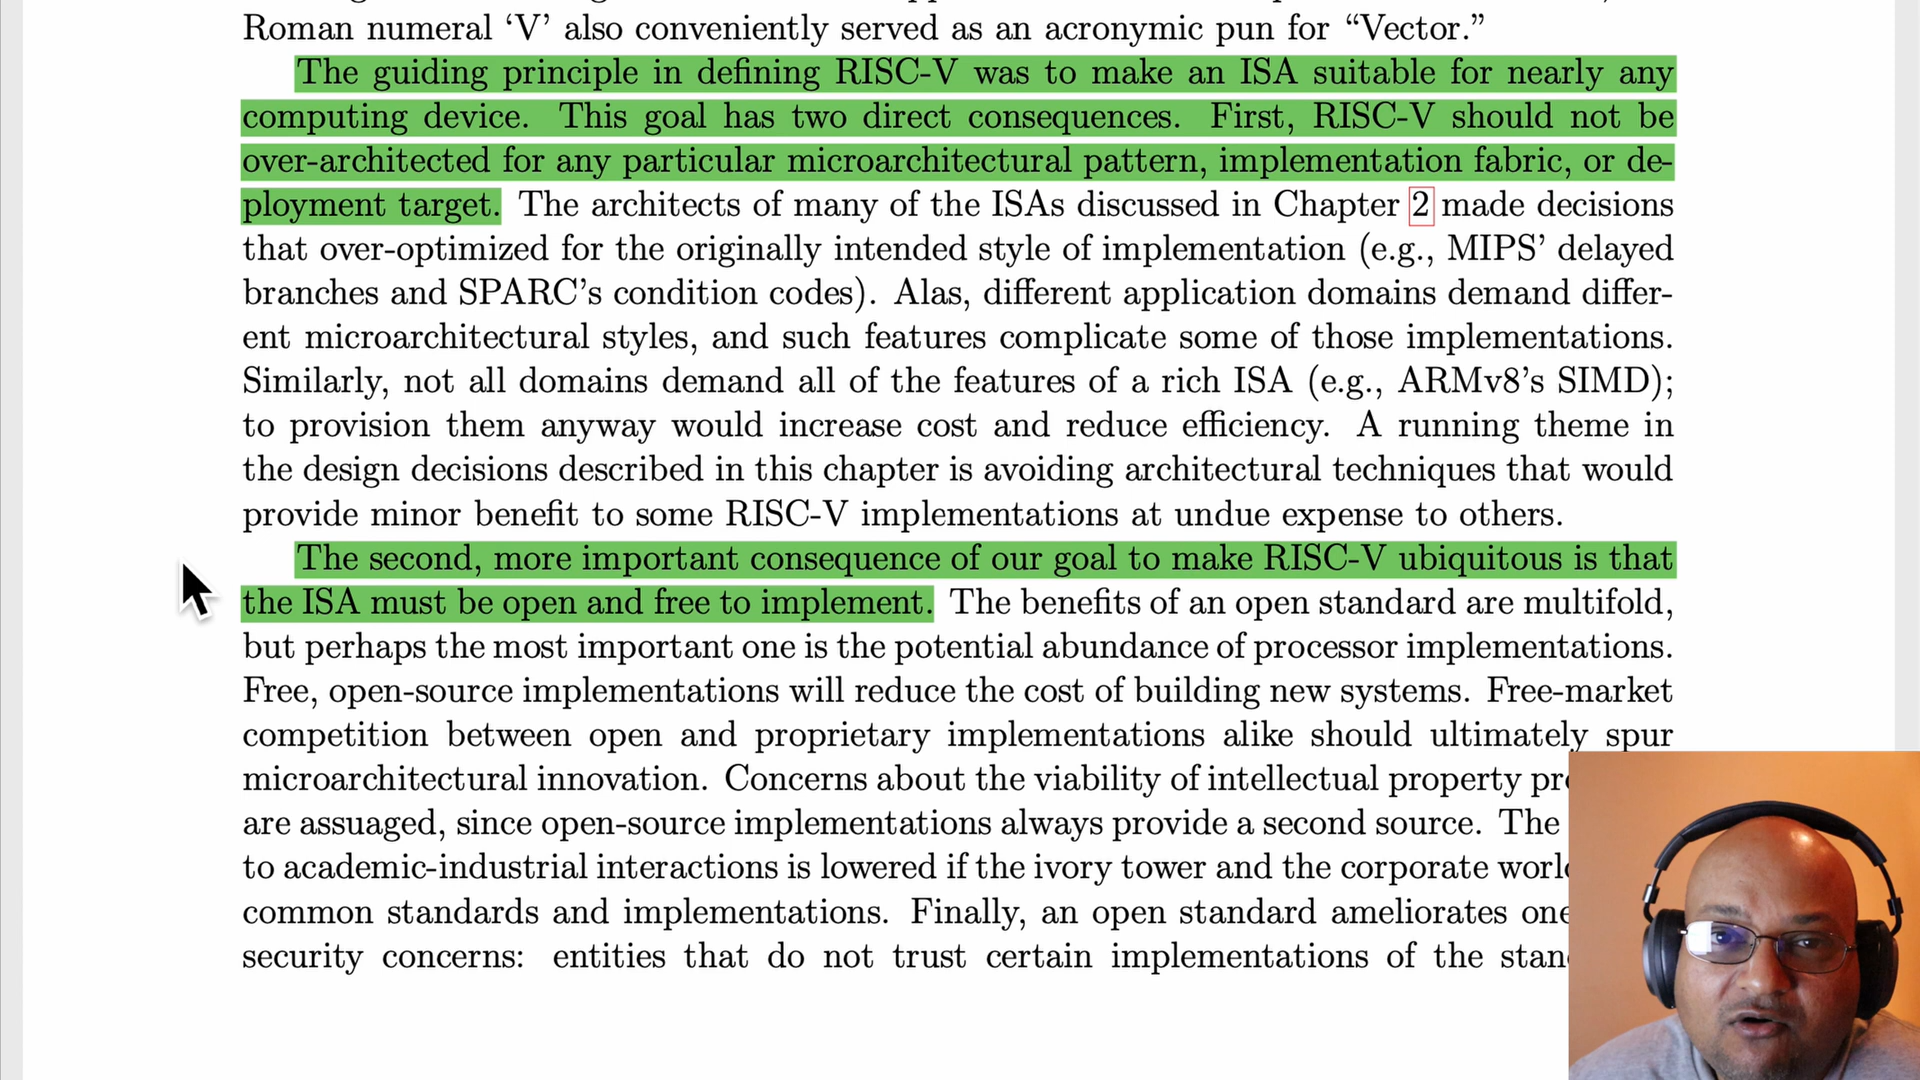 Roman numeral ‘V’ also conveniently served as an acronymic pun for “Vector.”
The guiding principle in defining RISC-V was to make an ISA suitable for nearly any
computing device. This goal has two direct consequences. First, RISC-V should not be
over-architected for any particular microarchitectural pattern, implementation fabric, or de-
ployment target. The architects of many of the ISAs discussed in Chapter 2 made decisions
that over-optimized for the originally intended style of implementation (e.g., MIPS’ delayed
branches and SPARC’s condition codes). Alas, different application domains demand differ-
ent microarchitectural styles, and such features complicate some of those implementations.
Similarly, not all domains demand all of the features of a rich ISA (e.g., ARMv8’s SIMD);
to provision them anyway would increase cost and reduce efficiency. A running theme in
the design decisions described in this chapter is avoiding architectural techniques that would
provide minor benefit to some RISC-V implementations at undue expense to others.
The second, more important consequence of our goal to make RISC-V ubiquitous is that
the ISA must be open and free to implement. The benefits of an open standard are multifold,
but perhaps the most important one is the potential abundance of processor implementations.
Free, open-source implementations will reduce the cost of building new systems. Free-market
competition between open and proprietary implementations alike should ultimately spur
microarchitectural innovation. Concerns about the viability of intellectual property
are assuaged, since open-source implementations always provide a second source. The
to academic-industrial interactions is lowered if the ivory tower and the corporate
common standards and implementations. Finally, an open standard ameliorates
security concerns: entities that do not trust certain implementations of the